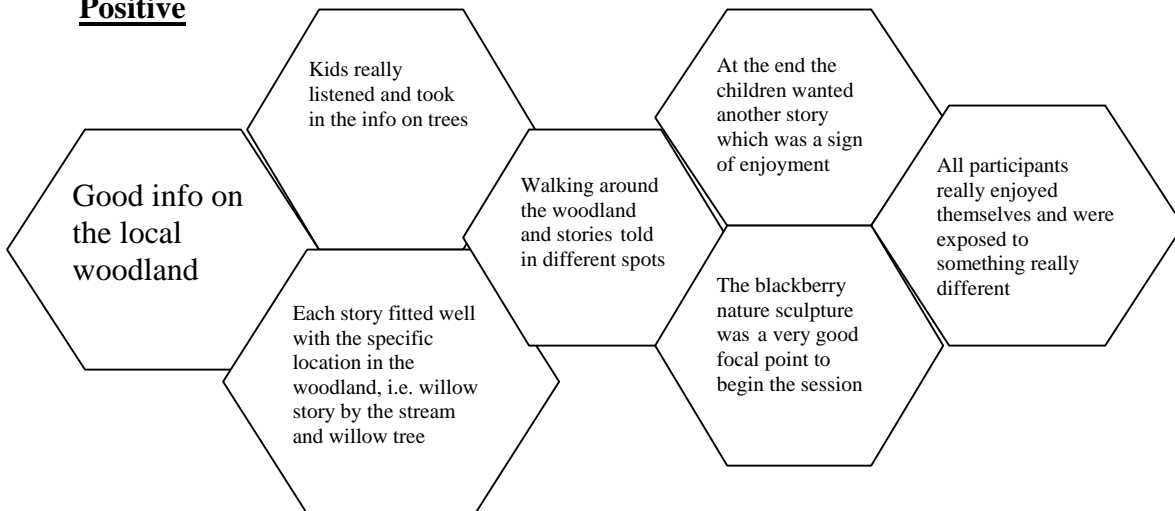 Positive
Good info on
the local
woodland
Kids really
listened and took
in the info on trees
Each story fitted well
with the specific
location in the
woodland, i.e. willow
story by the stream
and willow tree
Walking around
the woodland
and stories told
in different spots
At the end the
children wanted
another story
which was a sign
of enjoyment
The blackberry
nature sculpture
was a very good
focal point to
begin the session
All participants
really enjoyed
themselves and were
exposed to
something really
different